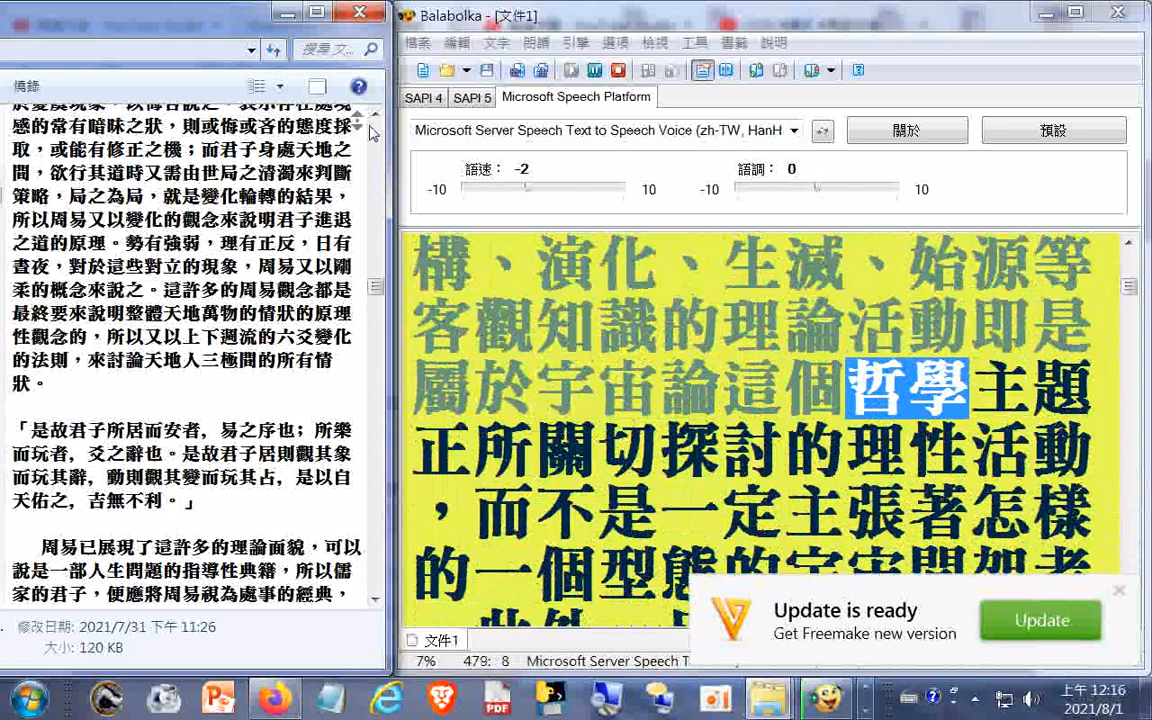 搜尋 文...
燴錄
感的常有暗昧之狀，則或悔或吝的態度採
取，或能有修正之機；而君子身處天地之
間，欲行其道時又需由世局之清濁來判斷
策略，局之為局，就是變化輪轉的結果，
所以周易又以變化的觀念來說明君子進退
之道的原理。勢有強弱，理有正反，日有
晝夜，對於這些對立的現象，周易又以剛
柔的概念來說之。這許多的周易觀念都是
最終要來說明整體天地萬物的情狀的原理
性觀念的，所以又以上下週流的六爻變化
的法則，來討論天地人三極間的所有情
狀。
「是故君子所居而安者，易之序也；所樂
而玩者，爻之辭也。是故君子居則觀其象
而玩其辭，動則觀其變而玩其占，是以自
天佑之，吉無不利。」
周易已展現了這許多的理論面貌，可以
說是一部人生問題的指導性典籍，所以儒
家的君子，便應將周易視為處事的經典，
修改日期: 2021/7/31 下午 11:26
大小: 120 KB
Balabolka - [文件1]
檔案 編輯 文字 朗讀 引擎 選項 檢視 工具 書籤 說明
SAPI 4 SAPI 5 Microsoft Speech Platform
Microsoft Server Speech Text to Speech Voice (zh-TW, HanH
關於 預設
語速： -2 語調： 0
-10 10 -10 10
構、演化、生滅、始源等
客觀知識的理論活動即是
屬於宇宙論這個哲學主題
正所關切探討的理性活動
，而不是一定主張著怎樣
的一個型態的宇宙間架者
Update is ready
Get Freemake new version
Update
文件1
7% 479: 8 Microsoft Server Speech T
PDF
上午 12:16
2021/8/1